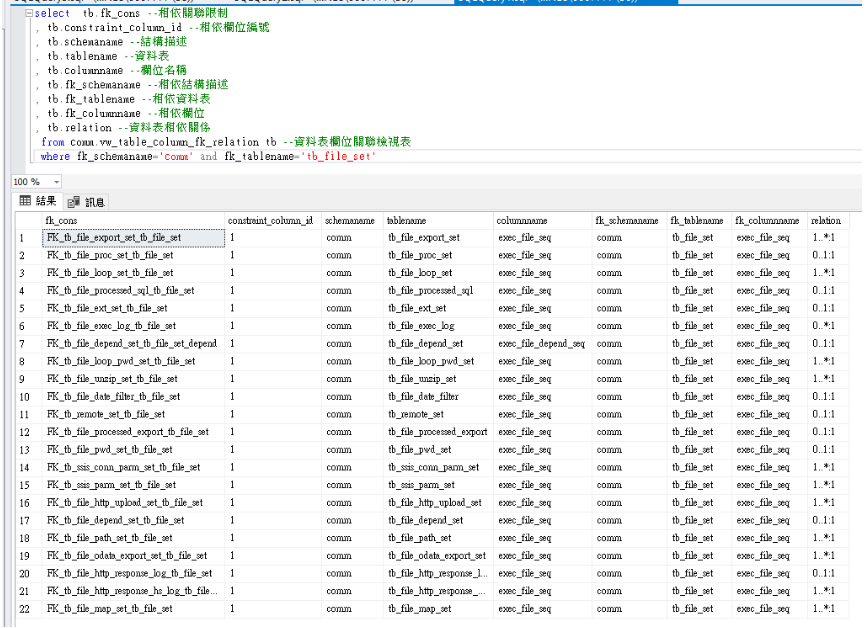 select  tb.fk_cons --相依關聯限制
, tb.constraint_column_id --相依欄位編號
, tb.schemaname --結構描述
, tb.tablename --資料表
, tb.columnname --欄位名稱
, tb.fk_schemaname --相依結構描述
, tb.fk_tablename --相依資料表
, tb.fk_columnname --相依欄位
, tb.relation --資料表相依關係
from comm.vw_table_column_fk_relation tb --資料表欄位關聯檢視表
where fk_schemaname='comm' and fk_tablename='tb_file_set'
100 %
結果 訊息
fk_cons constraint_column_id schemaname tablename columnname fk_schemaname fk_tablename fk_columnname relation
1 FK_tb_file_export_set_tb_file_set 1 comm tb_file_export_set exec_file_seq comm tb_file_set exec_file_seq 1..*:1
2 FK_tb_file_proc_set_tb_file_set 1 comm tb_file_proc_set exec_file_seq comm tb_file_set exec_file_seq 0..1:1
3 FK_tb_file_loop_set_tb_file_set 1 comm tb_file_loop_set exec_file_seq comm tb_file_set exec_file_seq 1..*:1
4 FK_tb_file_processed_sql_tb_file_set 1 comm tb_file_processed_sql exec_file_seq comm tb_file_set exec_file_seq 0..1:1
5 FK_tb_file_ext_set_tb_file_set 1 comm tb_file_ext_set exec_file_seq comm tb_file_set exec_file_seq 0..1:1
6 FK_tb_file_exec_log_tb_file_set 1 comm tb_file_exec_log exec_file_seq comm tb_file_set exec_file_seq 0..*:1
7 FK_tb_file_depend_set_tb_file_set_depend 1 comm tb_file_depend_set exec_file_depend_seq comm tb_file_set exec_file_seq 1..*:1
8 FK_tb_file_loop_pwd_set_tb_file_set 1 comm tb_file_loop_pwd_set exec_file_seq comm tb_file_set exec_file_seq 1..*:1
9 FK_tb_file_unzip_set_tb_file_set 1 comm tb_file_unzip_set exec_file_seq comm tb_file_set exec_file_seq 1..*:1
10 FK_tb_file_date_filter_tb_file_set 1 comm tb_file_date_filter exec_file_seq comm tb_file_set exec_file_seq 1..*:1
11 FK_tb_remote_set_tb_file_set 1 comm tb_remote_set exec_file_seq comm tb_file_set exec_file_seq 0..1:1
12 FK_tb_file_processed_export_tb_file_set 1 comm tb_file_processed_export exec_file_seq comm tb_file_set exec_file_seq 0..1:1
13 FK_tb_file_pwd_set_tb_file_set 1 comm tb_file_pwd_set exec_file_seq comm tb_file_set exec_file_seq 0..1:1
14 FK_tb_ssis_conn_parm_set_tb_file_set 1 comm tb_ssis_conn_parm_set exec_file_seq comm tb_file_set exec_file_seq 1..*:1
15 FK_tb_ssis_parm_set_tb_file_set 1 comm tb_ssis_parm_set exec_file_seq comm tb_file_set exec_file_seq 1..*:1
16 FK_tb_file_http_upload_set_tb_file_set 1 comm tb_file_http_upload_set exec_file_seq comm tb_file_set exec_file_seq 1..*:1
17 FK_tb_file_depend_set_tb_file_set 1 comm tb_file_depend_set exec_file_seq comm tb_file_set exec_file_seq 0..1:1
18 FK_tb_file_path_set_tb_file_set 1 comm tb_file_path_set exec_file_seq comm tb_file_set exec_file_seq 1..*:1
19 FK_tb_file_odata_export_set_tb_file_set 1 comm tb_file_odata_export_set exec_file_seq comm tb_file_set exec_file_seq 1..*:1
20 FK_tb_file_http_response_log_tb_file_set 1 comm tb_file_http_response_l... exec_file_seq comm tb_file_set exec_file_seq 0..1:1
21 FK_tb_file_http_response_hs_log_tb_file... 1 comm tb_file_http_response_... exec_file_seq comm tb_file_set exec_file_seq 1..*:1
22 FK_tb_file_map_set_tb_file_set 1 comm tb_file_map_set exec_file_seq comm tb_file_set exec_file_seq 1..*:1